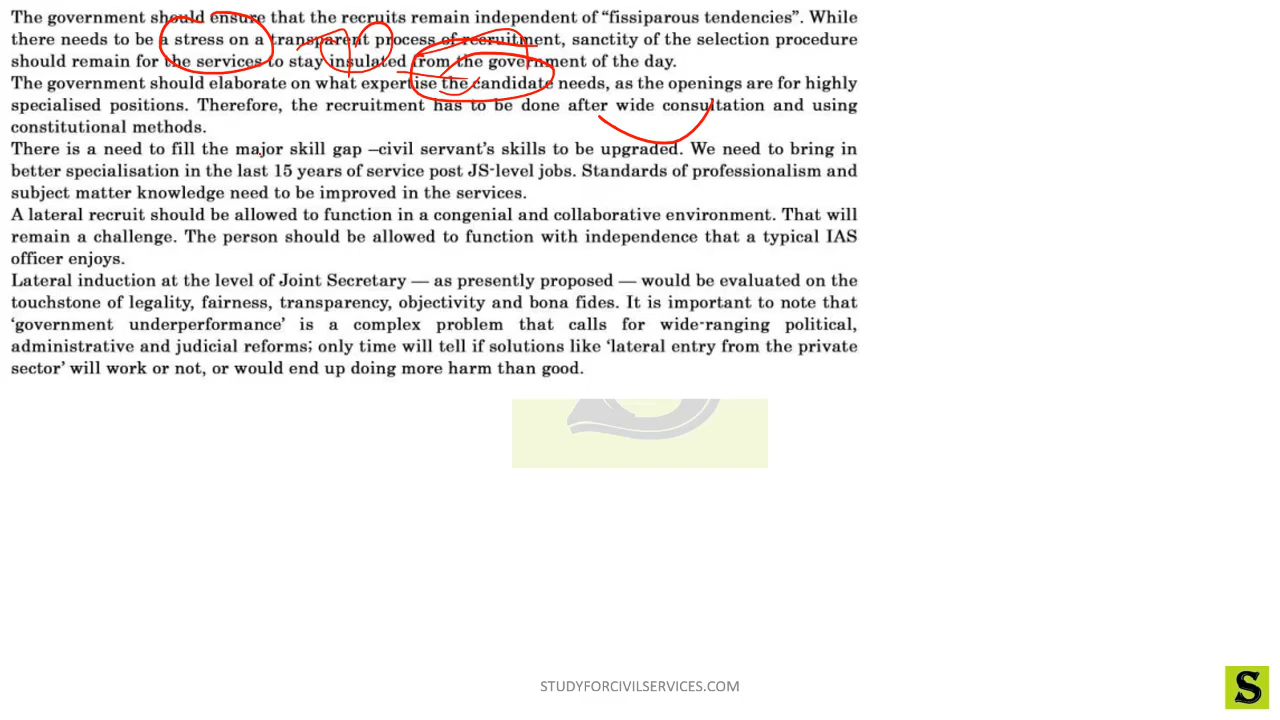 The government should ensure that the recruits remain independent of “fissiparous tendencies”. While
there needs to be a stress on a transparent process of recruitment, sanctity of the selection procedure
should remain for the services to stay insulated from the government of the day.
The government should elaborate on what expertise the candidate needs, as the openings are for highly
specialised positions. Therefore, the recruitment has to be done after wide consultation and using
constitutional methods.
There is a need to fill the major skill gap –civil servant’s skills to be upgraded. We need to bring in
better specialisation in the last 15 years of service post JS-level jobs. Standards of professionalism and
subject matter knowledge need to be improved in the services.
A lateral recruit should be allowed to function in a congenial and collaborative environment. That will
remain a challenge. The person should be allowed to function with independence that a typical IAS
officer enjoys.
Lateral induction at the level of Joint Secretary — as presently proposed — would be evaluated on the
touchstone of legality, fairness, transparency, objectivity and bona fides. It is important to note that
‘government underperformance’ is a complex problem that calls for wide-ranging political,
administrative and judicial reforms; only time will tell if solutions like ‘lateral entry from the private
sector’ will work or not, or would end up doing more harm than good.
STUDYFORCIVILSERVICES.COM
S